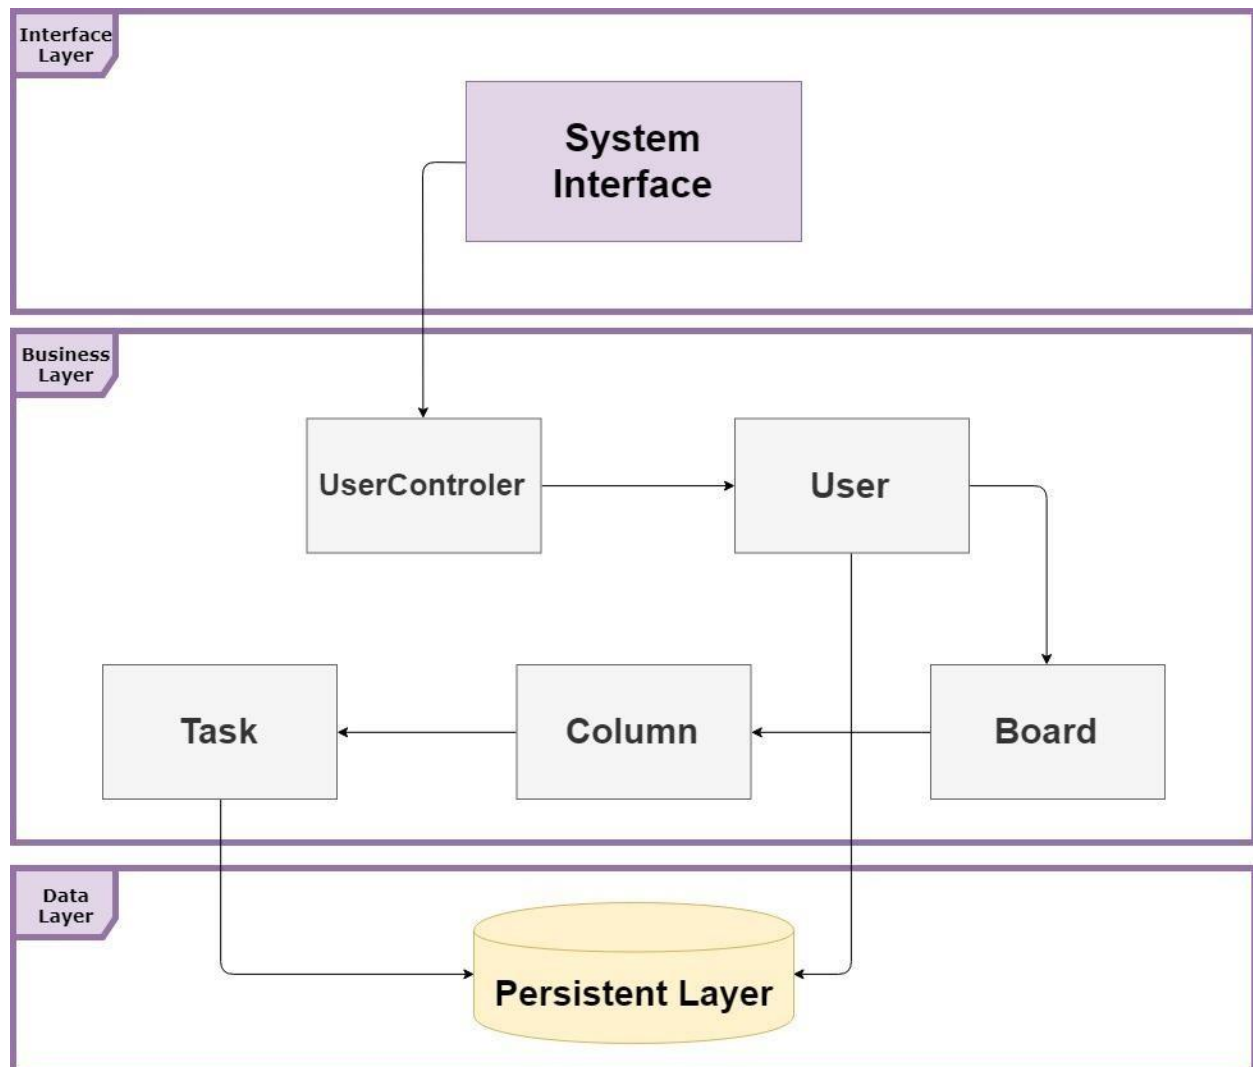 Interface
Layer
System
Interface
Business
Layer
UserControler
User
Task
Column
Board
Data
Layer
Persistent Layer